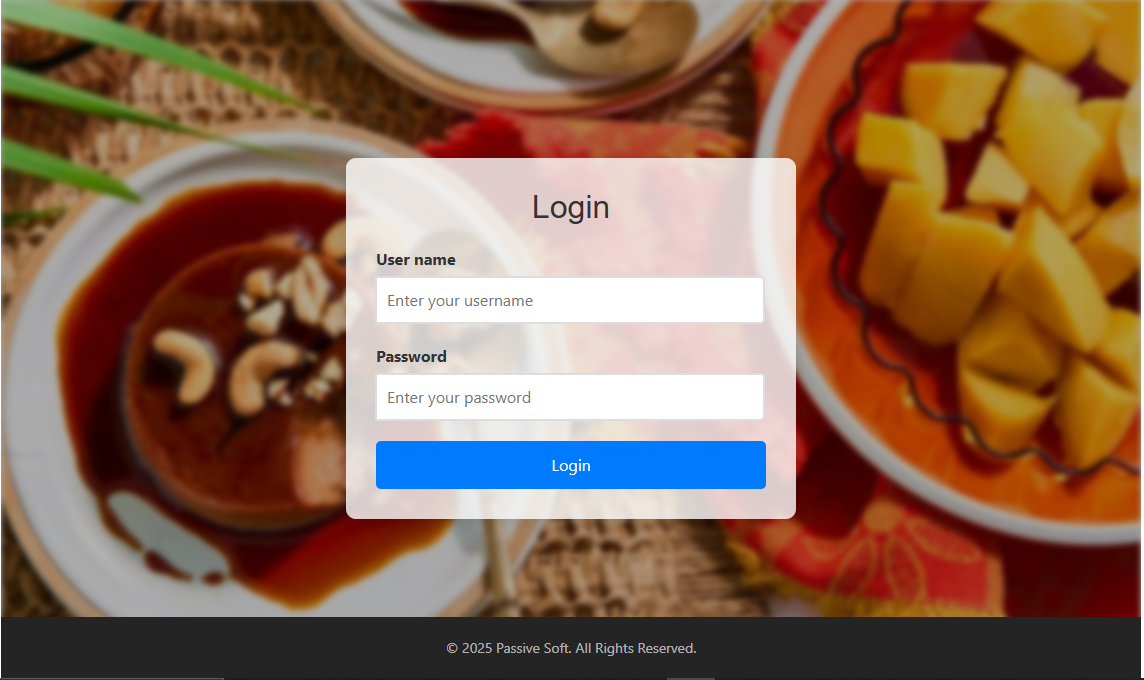 Login
User name
Enter your username
Password
Enter your password
Login
© 2025 Passive Soft. All Rights Reserved.